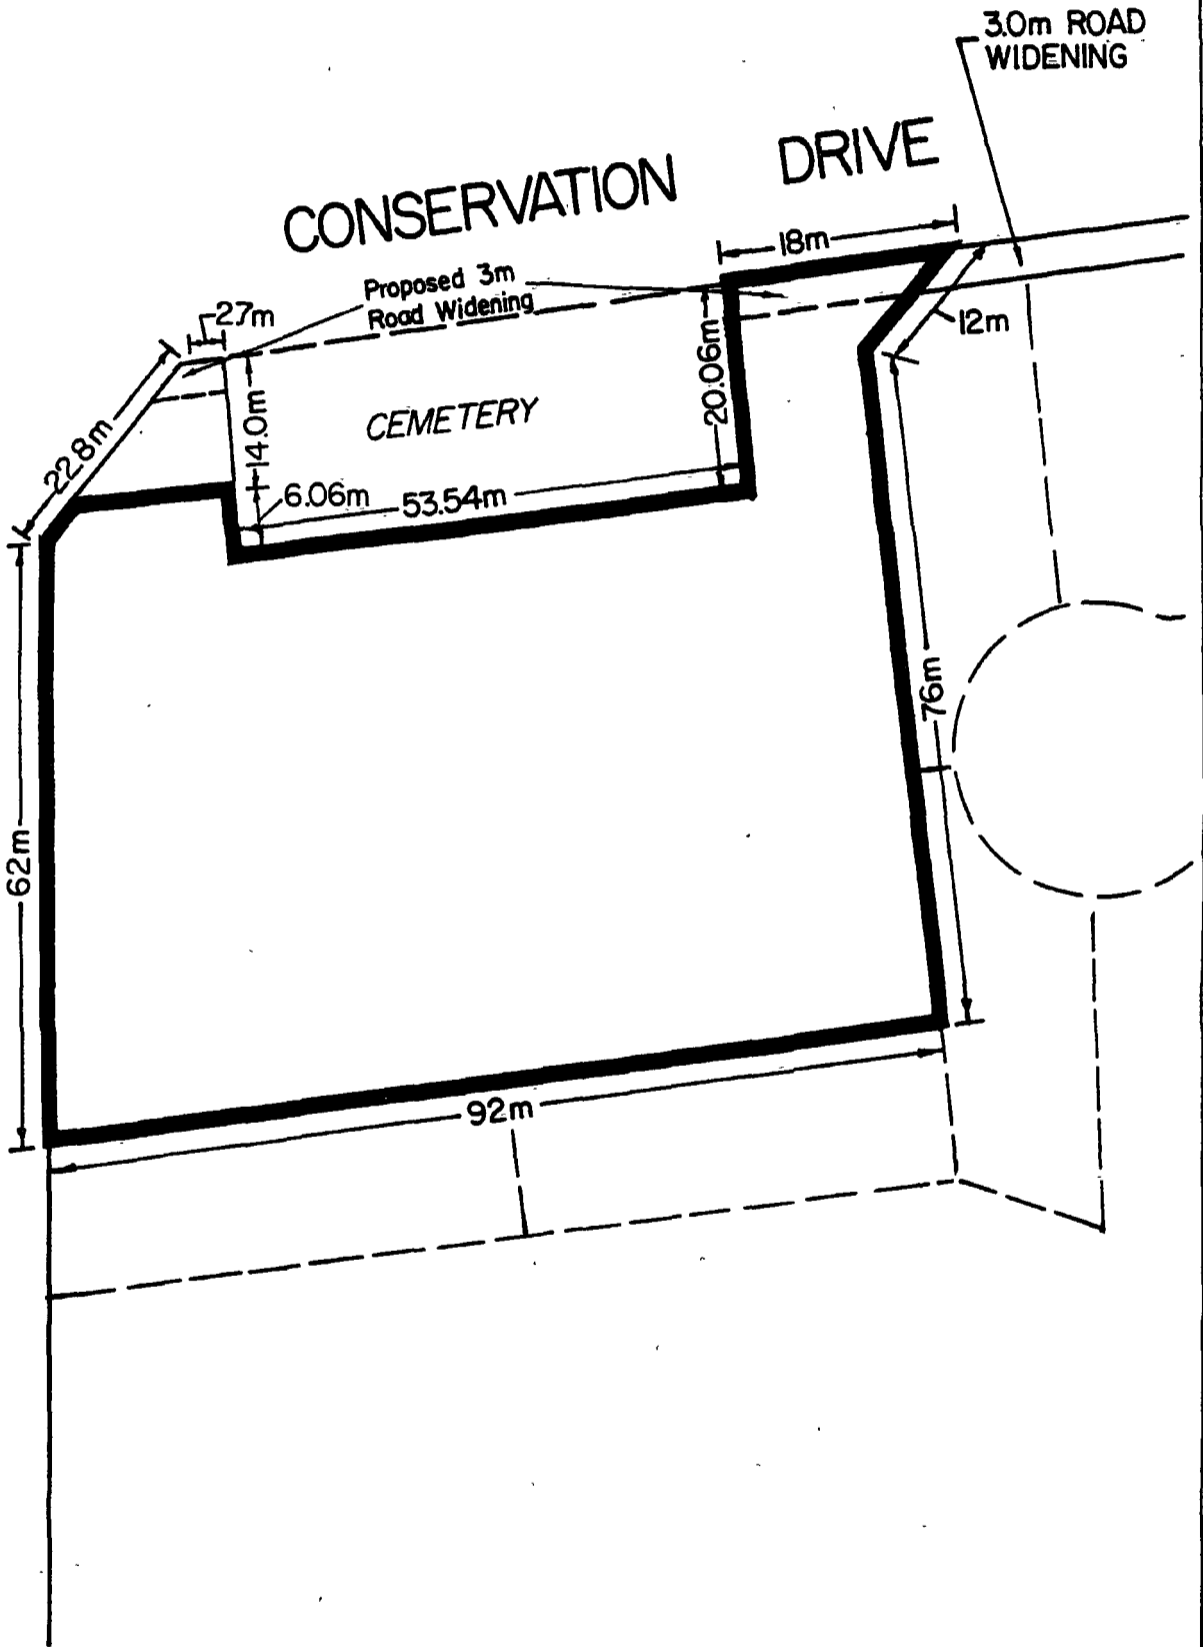 3.0m ROAD
WIDENING
CONSERVATION DRIVE
18m
Proposed 3m
Road Widening
2.7m
12m
20.06m
CEMETERY
14.0m
22.8m
6.06m
53.54m
76m
62m
92m